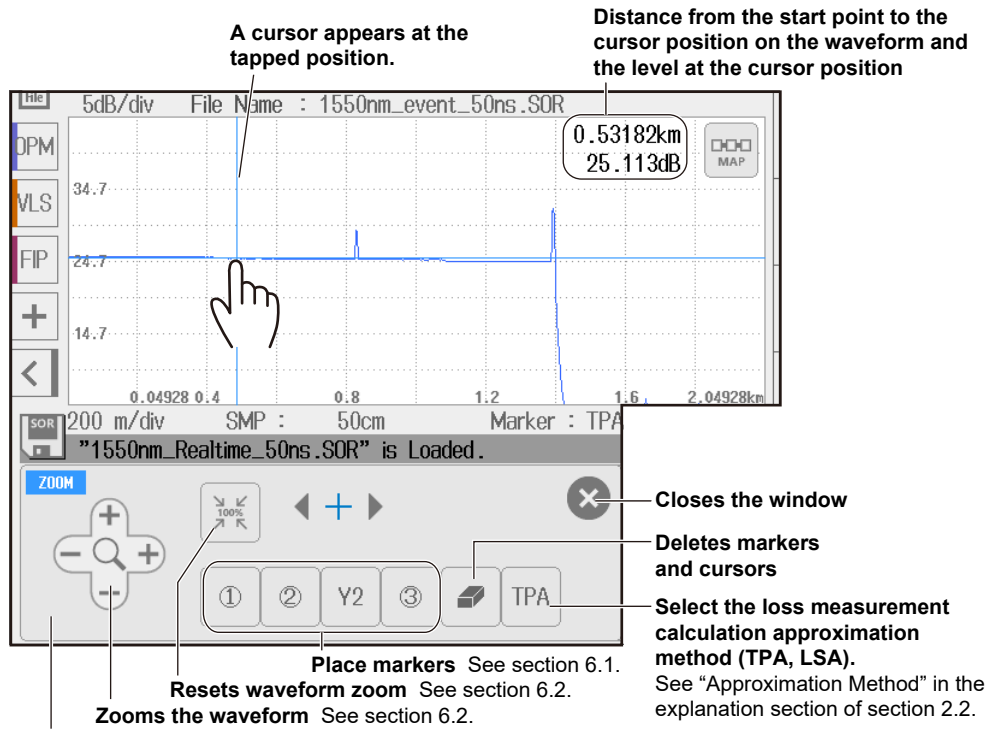 Distance from the start point to the
cursor position on the waveform and
the level at the cursor position
A cursor appears at the
tapped position.
File
5dB/div File Name : 1550nm_event_50ns.SOR
0.53182km
25.113dB
MAP
OPM
VLS
FIP
+
34.7
24.7
14.7
0.04928 0.4 0.8 1.2 1.6 2.04928km
SOR
200 m/div SMP : 50cm Marker : TPA
"1550nm_Realtime_50ns.SOR" is Loaded.
ZOOM
100%
① ② Y2 ③ TPA
Closes the window
Deletes markers
and cursors
Select the loss measurement
calculation approximation
method (TPA, LSA).
See “Approximation Method” in the
explanation section of section 2.2.
Place markers See section 6.1.
Resets waveform zoom See section 6.2.
Zooms the waveform See section 6.2.